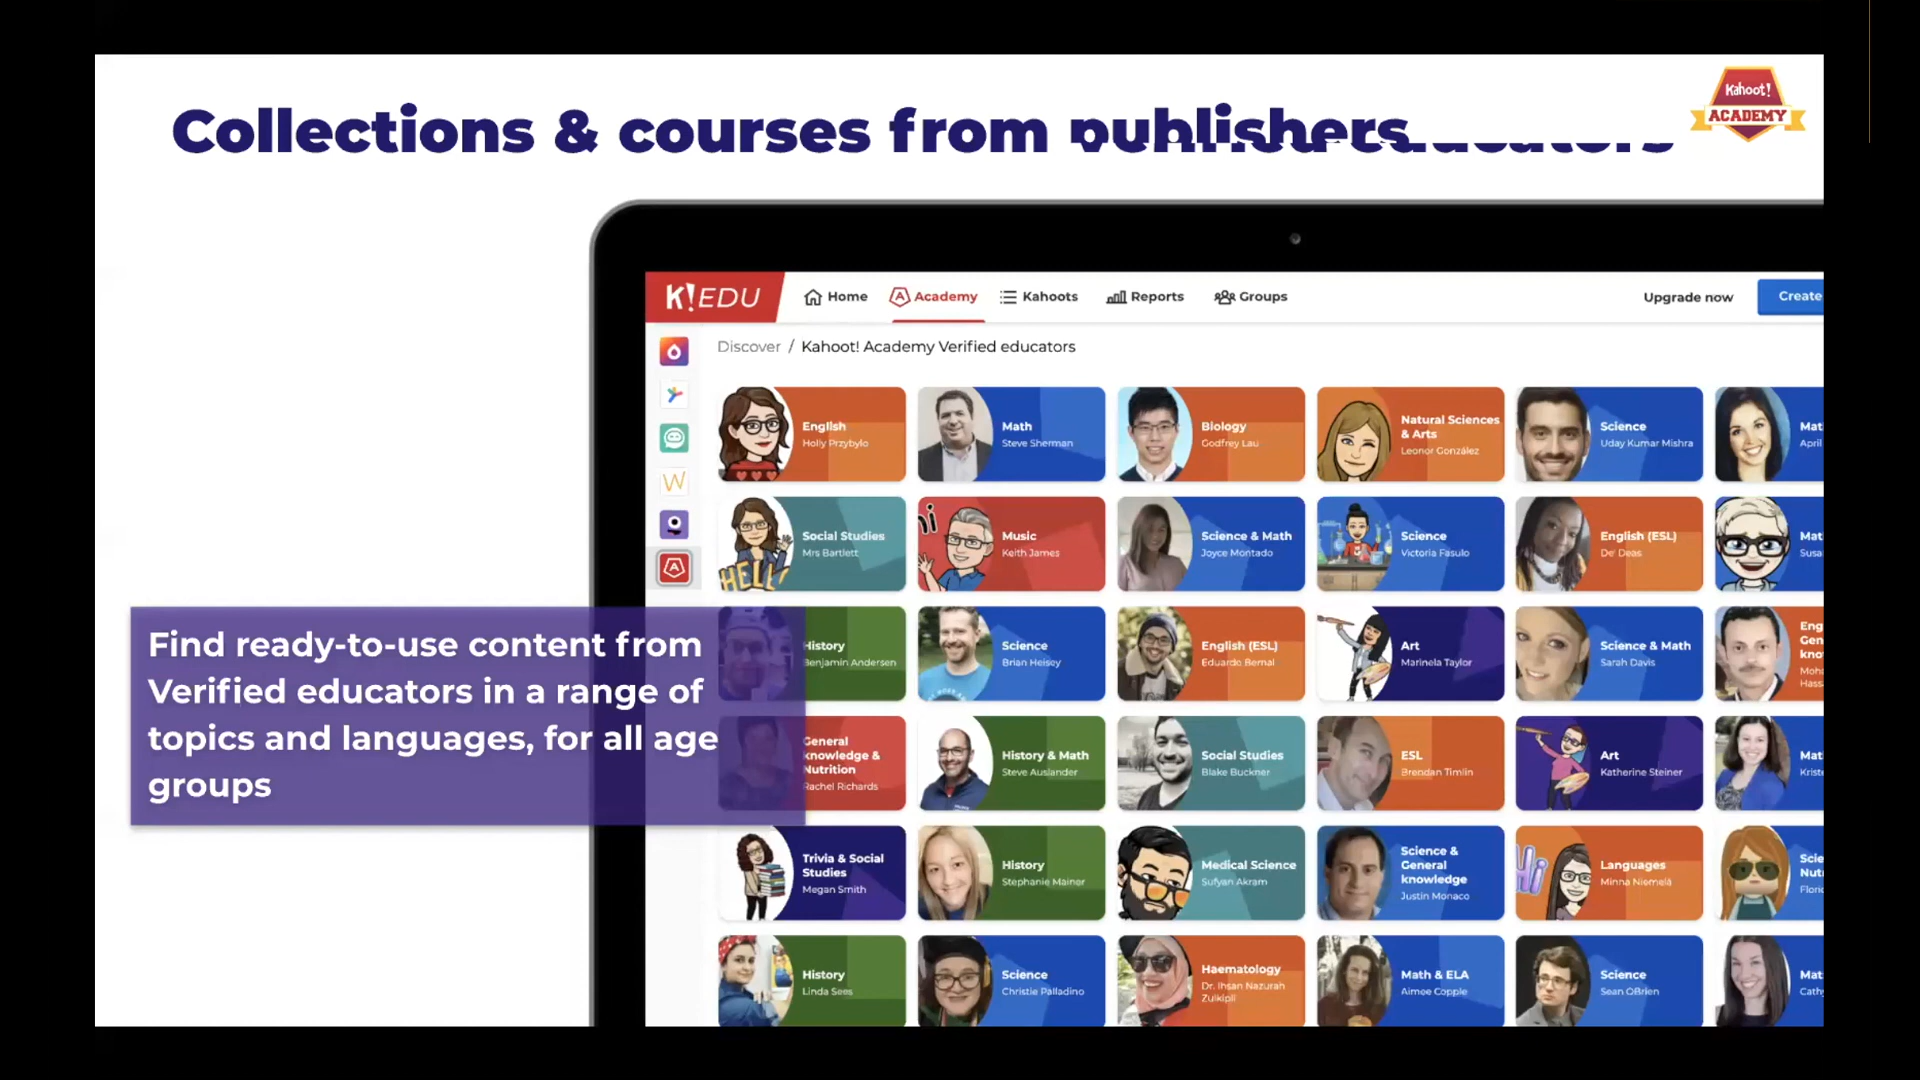 Collections & courses from publishers
Kahoot!
ACADEMY
K!EDU
Home
Academy
Kahoots
Reports
Groups
Upgrade now
Create
Discover / Kahoot! Academy Verified educators
English
Holly Przybylo
Math
Steve Sherman
Biology
Godfrey Lau
Natural Sciences
& Arts
Leonor González
Science
Uday Kumar Mishra
April
Social Studies
Mrs Bartlett
HELLO
Music
Keith James
hi
Science & Math
Joyce Montado
Science
Victoria Fasulo
English (ESL)
De' Deas
Find ready-to-use content from
Verified educators in a range of
topics and languages, for all age
groups
History
Benjamin Andersen
Science
Brian Heisey
English (ESL)
Eduardo Bernal
Art
Marinela Taylor
Science & Math
Sarah Davis
General
knowledge &
Nutrition
Rachel Richards
History & Math
Steve Auslander
Social Studies
Blake Buckner
ESL
Brendan Timlin
Art
Katherine Steiner
Trivia & Social
Studies
Megan Smith
History
Stephanie Mainer
Medical Science
Sufyan Akram
Science &
General
knowledge
Justin Monaco
Hi
Languages
Minna Niemelä
History
Linda Sees
Science
Christie Palladino
Haematology
Dr. Ihsan Nazurah
Zulkipli
Math & ELA
Aimee Copple
Science
Sean OBrien